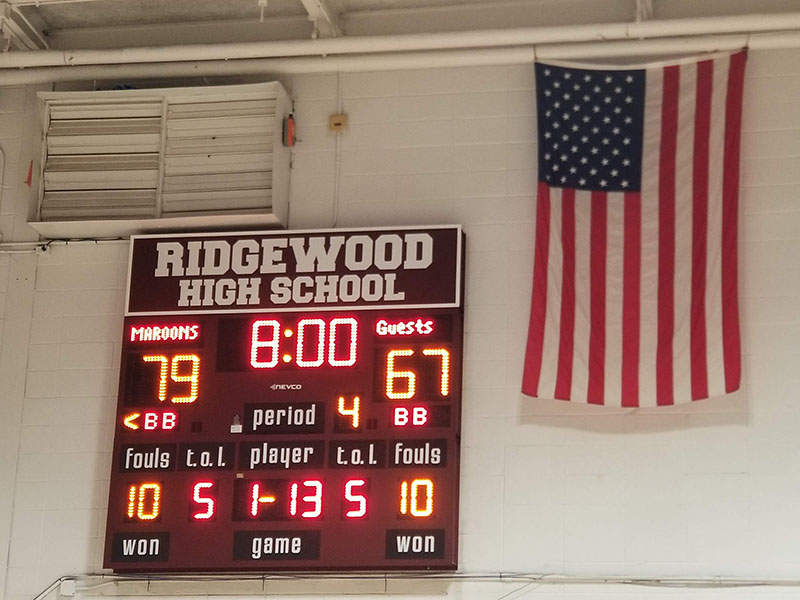 RIDGEWOOD
HIGH SCHOOL
MAROONS 8:00 Guests
79 NEVCO 67
<BB period 4 BB
fouls t.o.l. player t.o.l. fouls
10 5 1-13 5 10
won game won